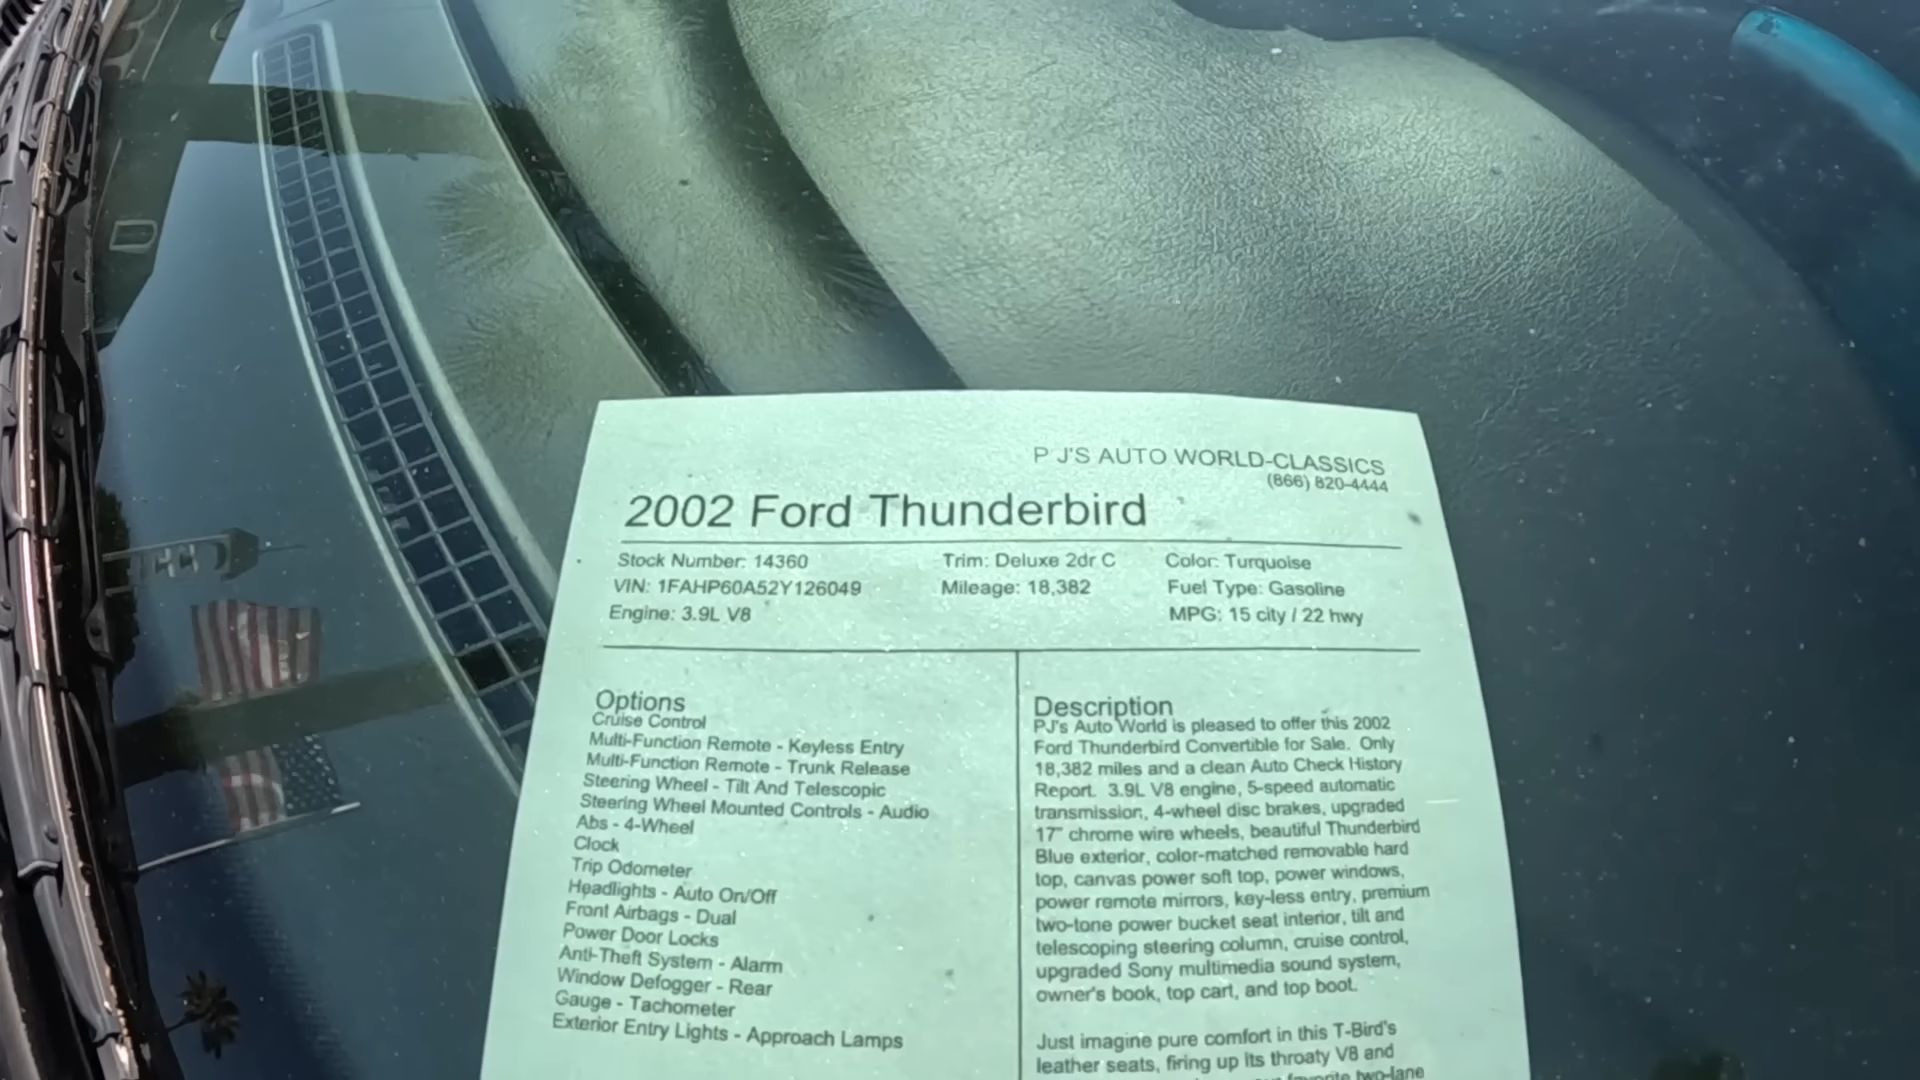 P J'S AUTO WORLD-CLASSICS
(866) 820-4444
2002 Ford Thunderbird
Stock Number: 14360
Trim: Deluxe 2dr C
Color: Turquoise
VIN: 1FAHP60A52Y126049
Mileage: 18,382
Fuel Type: Gasoline
Engine: 3.9L V8
MPG: 15 city / 22 hwy
Options
Cruise Control
Multi-Function Remote - Keyless Entry
Multi-Function Remote - Trunk Release
Steering Wheel - Tilt And Telescopic
Steering Wheel Mounted Controls - Audio
Abs - 4-Wheel
Clock
Trip Odometer
Headlights - Auto On/Off
Front Airbags - Dual
Power Door Locks
Anti-Theft System - Alarm
Window Defogger - Rear
Gauge - Tachometer
Exterior Entry Lights - Approach Lamps
Description
PJ's Auto World is pleased to offer this 2002
Ford Thunderbird Convertible for Sale. Only
18,382 miles and a clean Auto Check History
Report. 3.9L V8 engine, 5-speed automatic
transmission, 4-wheel disc brakes, upgraded
17" chrome wire wheels, beautiful Thunderbird
Blue exterior, color-matched removable hard
top, canvas power soft top, power windows,
power remote mirrors, key-less entry, premium
two-tone power bucket seat interior, tilt and
telescoping steering column, cruise control,
upgraded Sony multimedia sound system,
owner's book, top cart, and top boot.
Just imagine pure comfort in this T-Bird's
leather seats, firing up its throaty V8 and
favorite two-lane